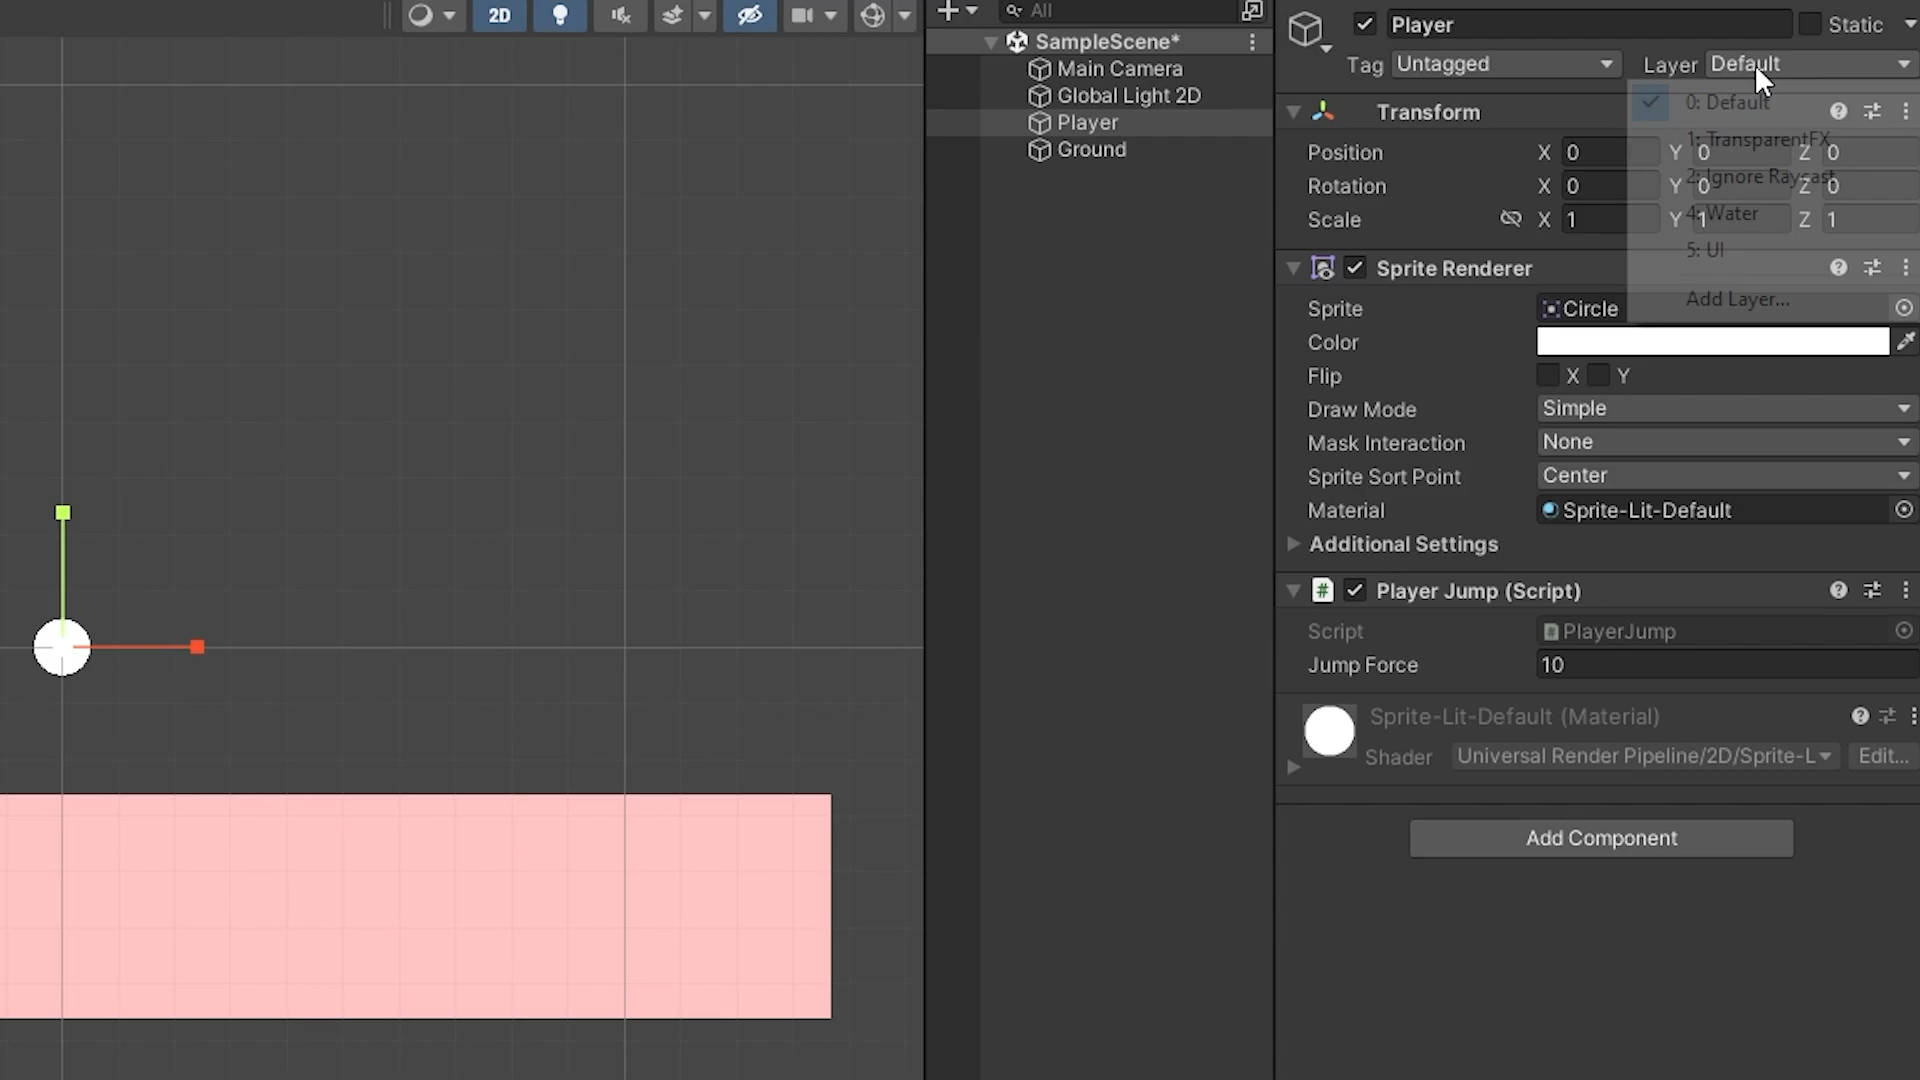 2D
All
SampleScene*
Main Camera
Global Light 2D
Player
Ground
Player
Static
Tag Untagged Layer Default
0: Default
1: TransparentFX
2: Ignore Raycast
4: Water
5: UI
Add Layer...
Transform
Position X 0 Y 0 Z 0
Rotation X 0 Y 0 Z 0
Scale X 1 Y 1 Z 1
Sprite Renderer
Sprite Circle
Color
Flip X Y
Draw Mode Simple
Mask Interaction None
Sprite Sort Point Center
Material Sprite-Lit-Default
Additional Settings
# Player Jump (Script)
Script PlayerJump
Jump Force 10
Sprite-Lit-Default (Material)
Shader Universal Render Pipeline/2D/Sprite-L Edit...
Add Component